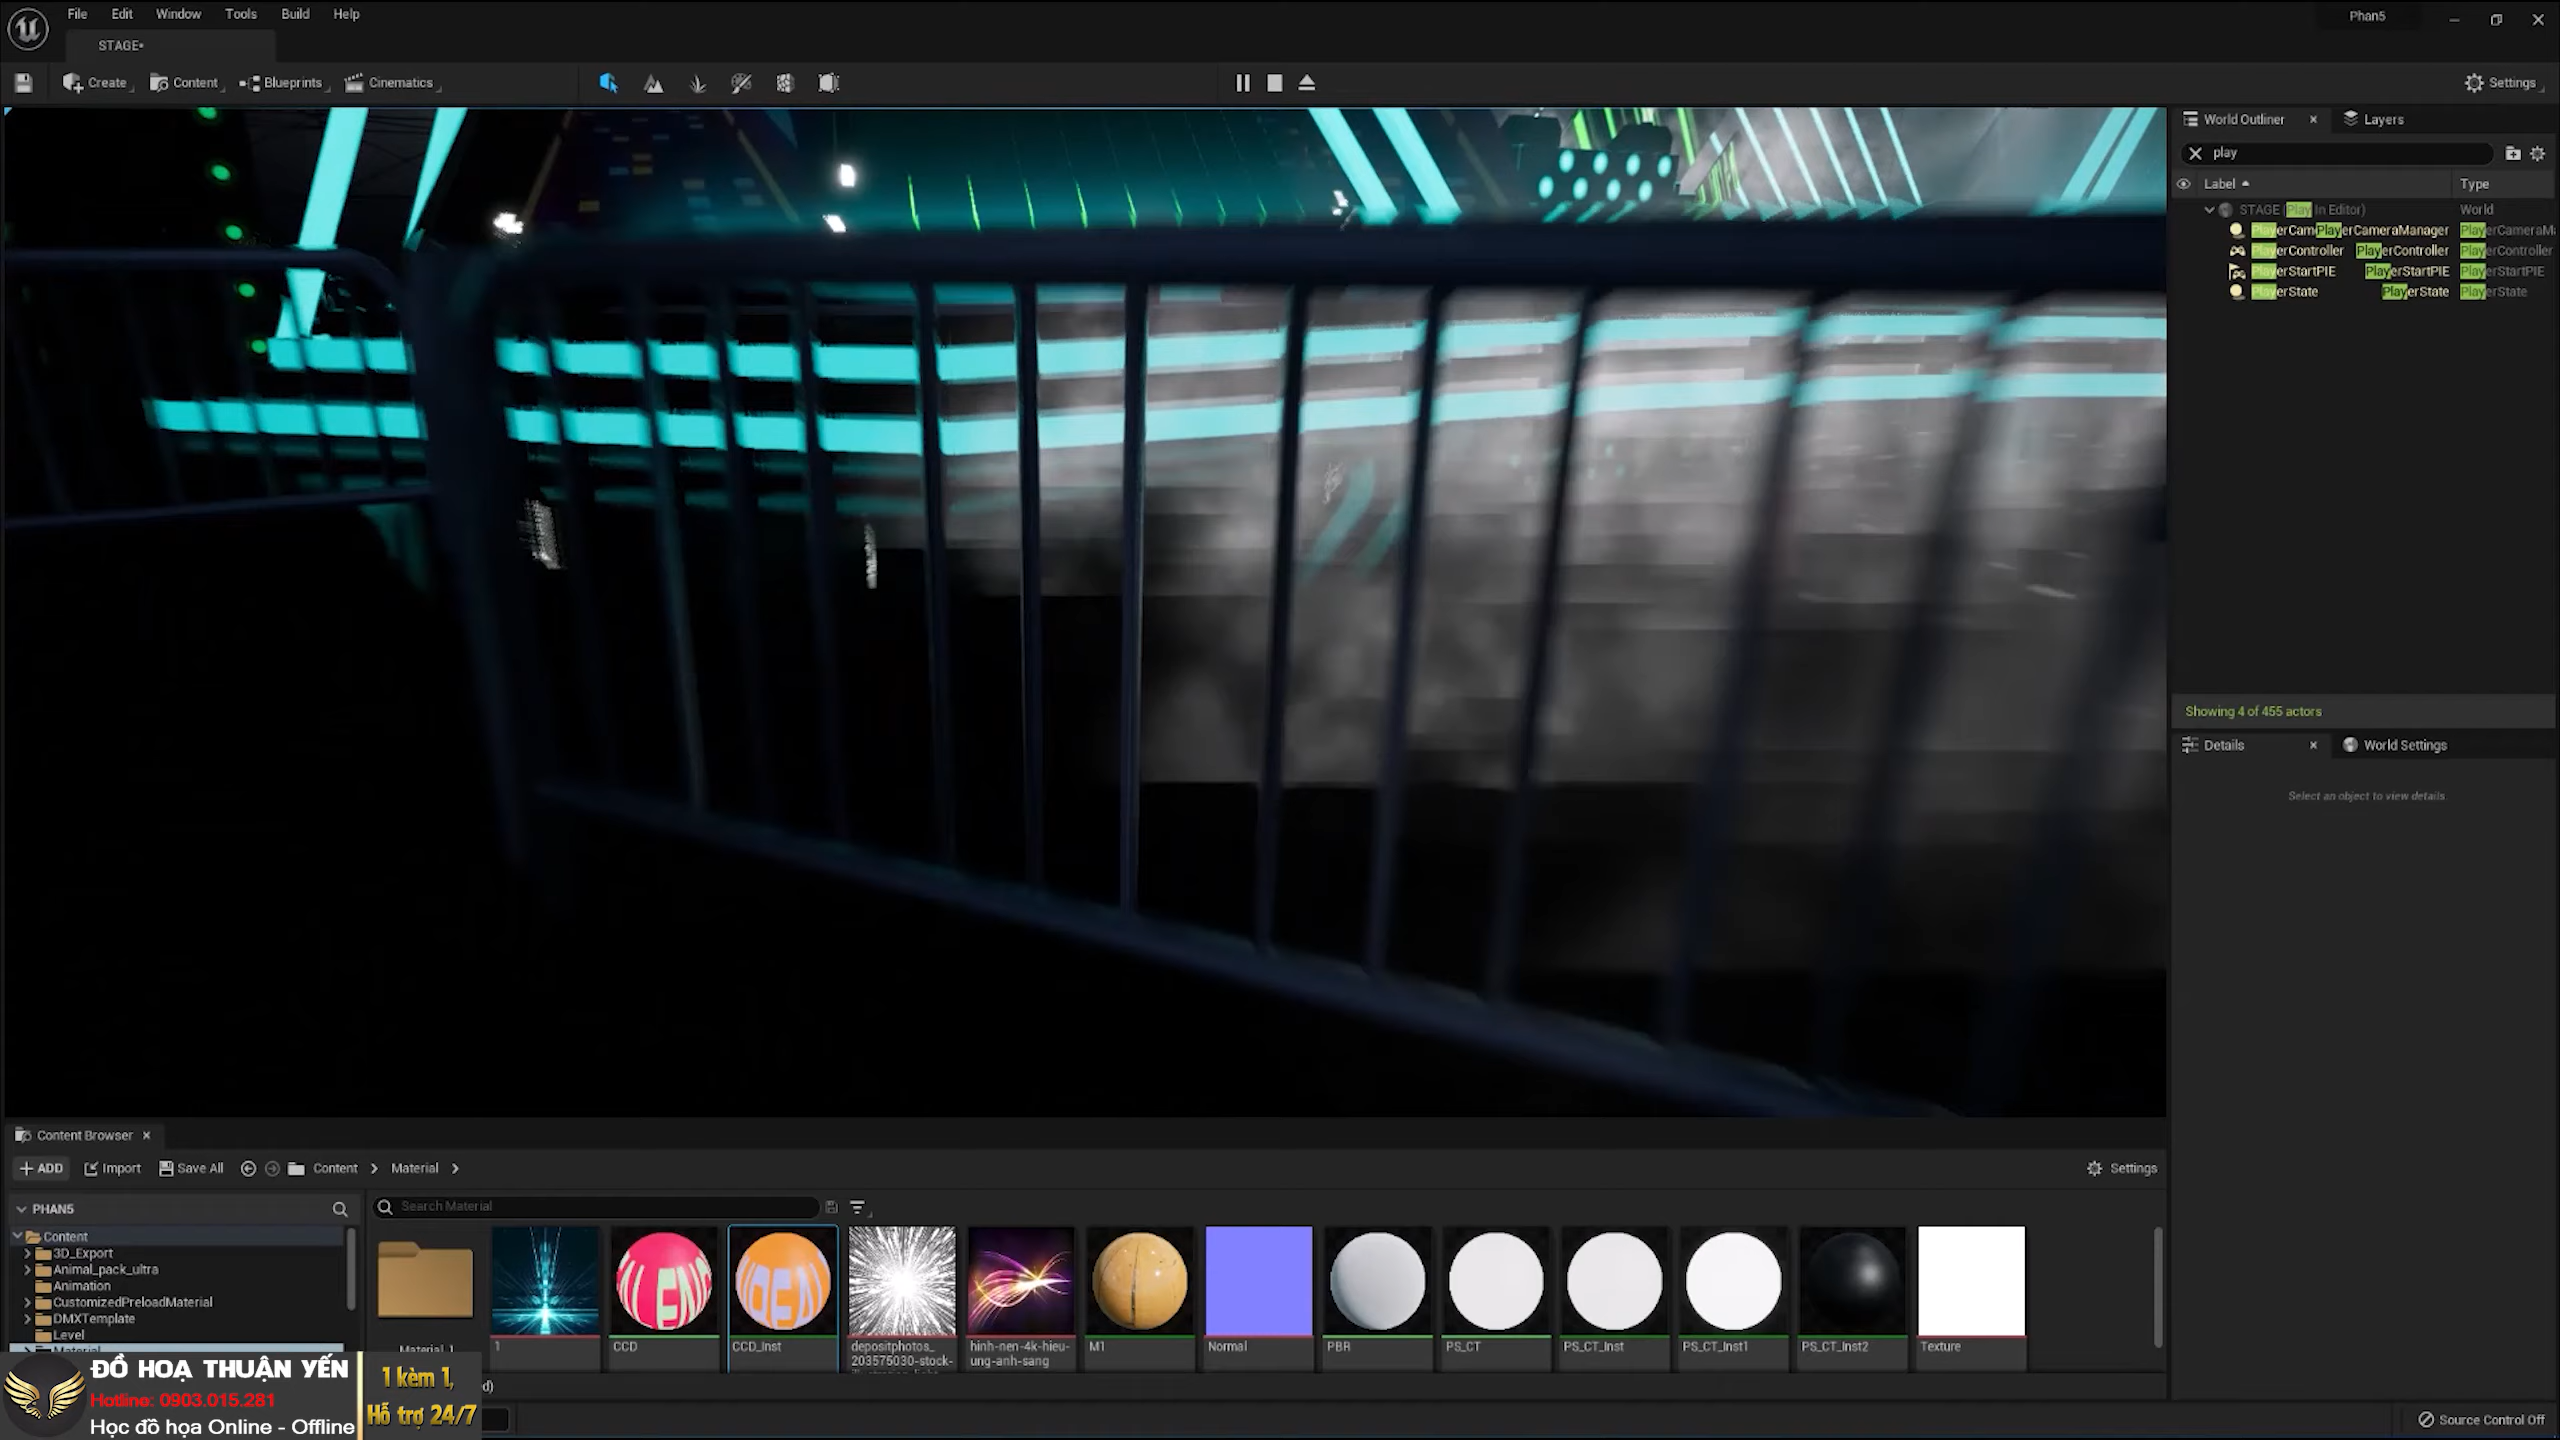 File Edit Window Tools Build Help
Phan5
STAGE•
Create Content Blueprints Cinematics
Settings
World Outliner
Layers
play
Label
Type
STAGE (Play In Editor) World
PlayerCam PlayerCameraManager PlayerCameraM
PlayerController PlayerController PlayerController
PlayerStartPIE PlayerStartPIE PlayerStartPIE
PlayerState PlayerState PlayerState
Showing 4 of 455 actors
Details
World Settings
Select an object to view details.
Content Browser
ADD Import Save All Content Material
Settings
PHAN5
Search Material
Content
3D_Export
Animal_pack_ultra
Animation
CustomizedPreloadMaterial
DMXTemplate
Level
Material
Material_1
1
CCD
CCD_Inst
depositphotos_
203575030-stock-
hinh-nen-4k-hieu-
ung-anh-sang
M1
Normal
PBR
PS_CT
PS_CT_Inst
PS_CT_Inst1
PS_CT_Inst2
Texture
ĐỒ HOẠ THUẬN YẾN
Hotline: 0903.015.281
Học đồ họa Online - Offline
1 kèm 1,
Hỗ trợ 24/7
Source Control Off